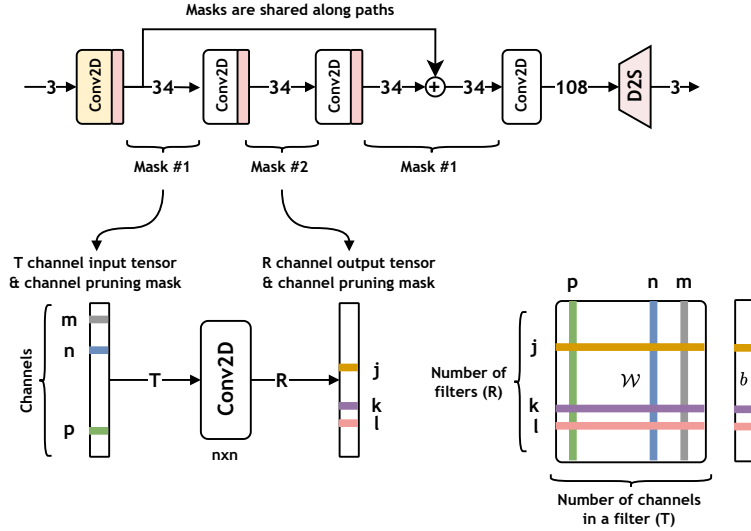 Masks are shared along paths
3
Conv2D
34
Conv2D
34
Conv2D
34
+
34
Conv2D
108
D2S
3
Mask #1
Mask #2
Mask #1
T channel input tensor
& channel pruning mask
R channel output tensor
& channel pruning mask
Channels
m
n
p
T
Conv2D
R
nxn
j
k
l
p
n
m
Number of
filters (R)
j
k
l
W
b
Number of channels
in a filter (T)